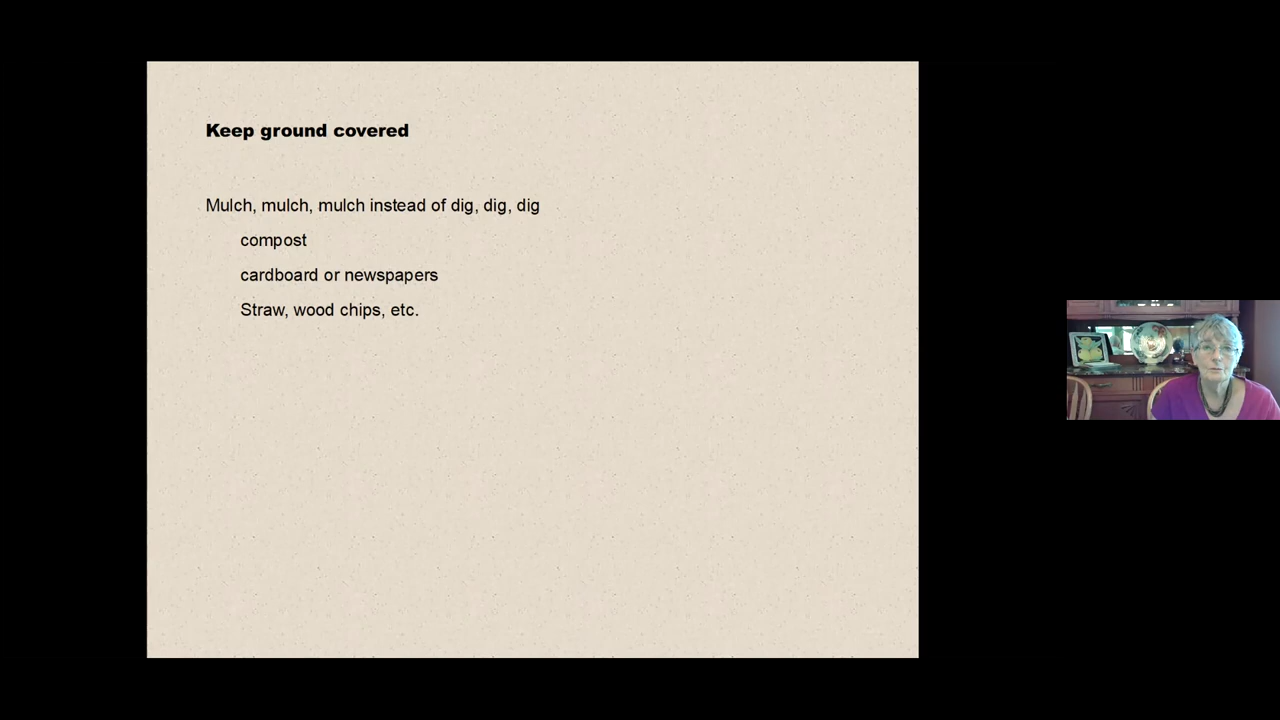 Keep ground covered
Mulch, mulch, mulch instead of dig, dig, dig
compost
cardboard or newspapers
Straw, wood chips, etc.